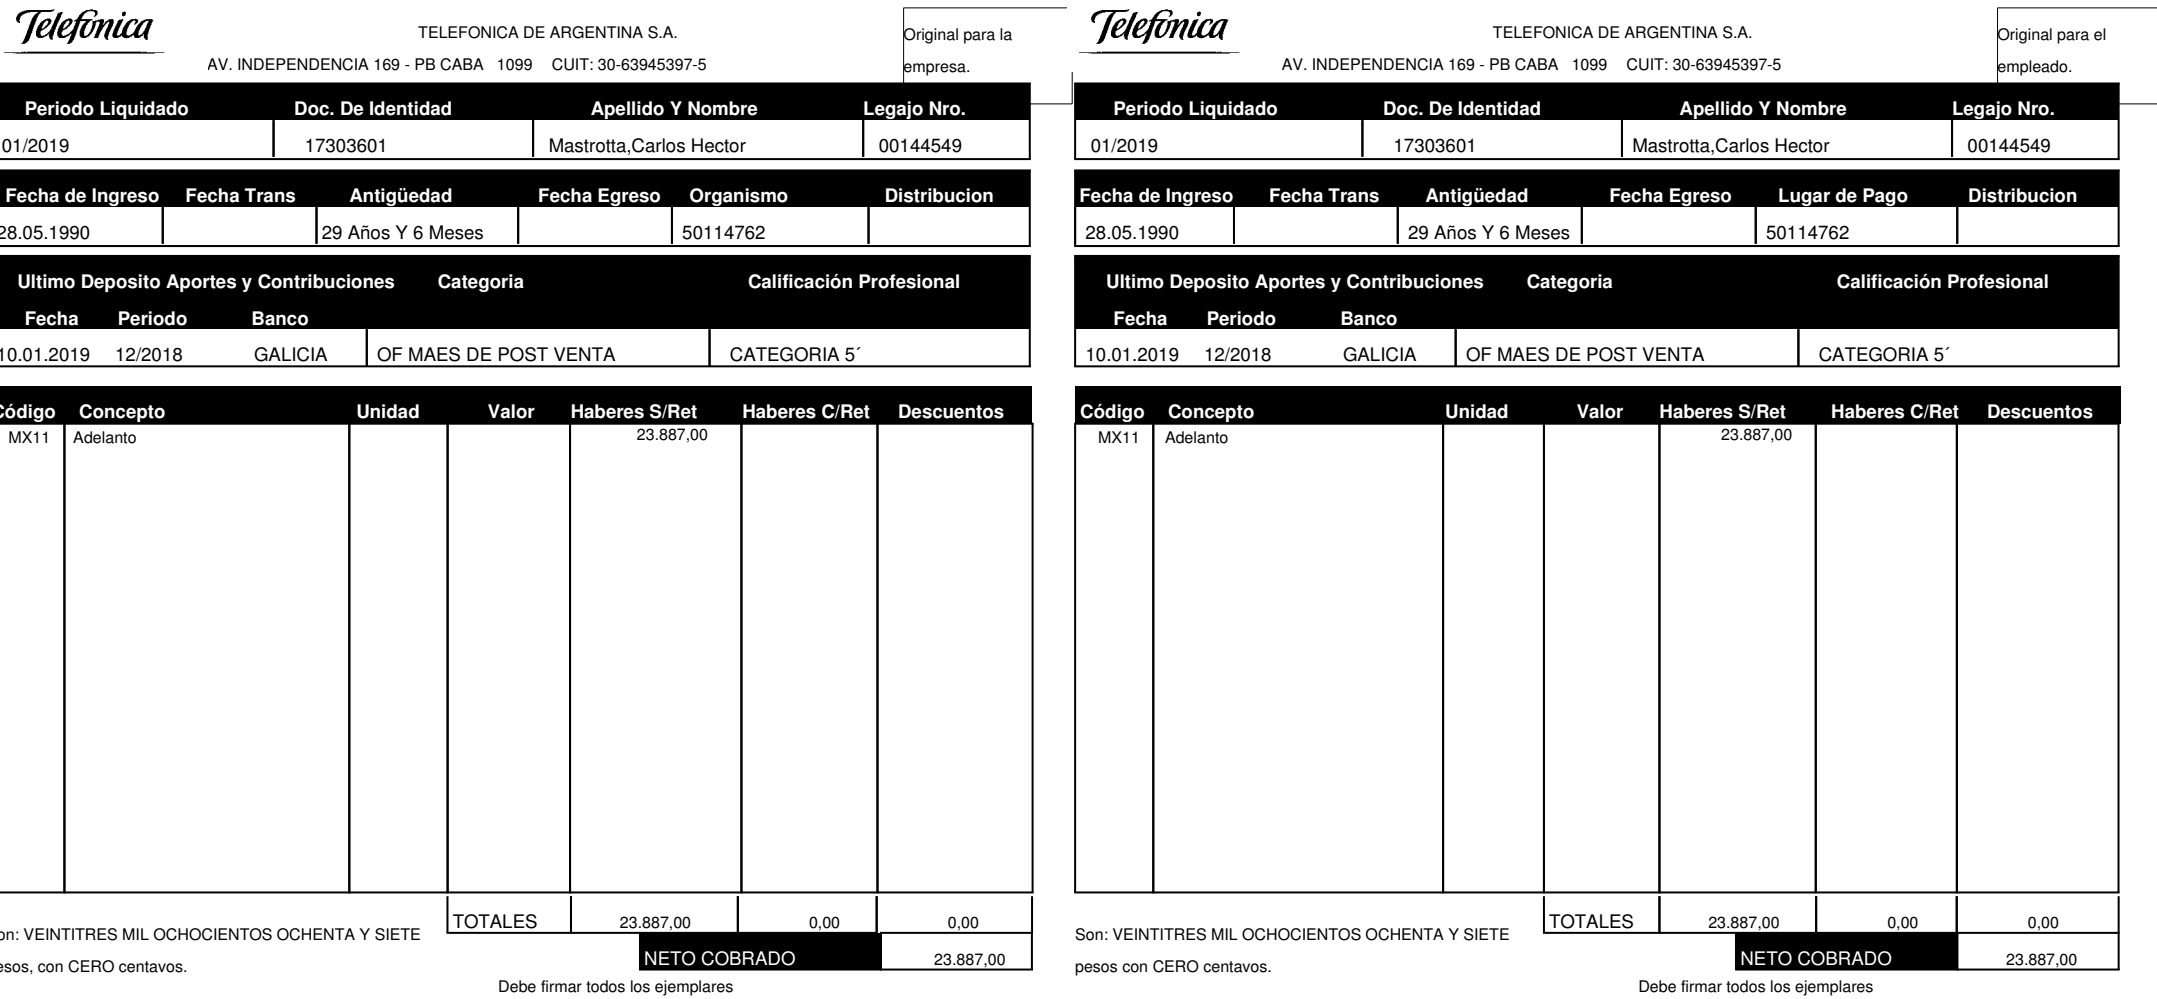 Telefónica
TELEFONICA DE ARGENTINA S.A.
Original para la
AV. INDEPENDENCIA 169 - PB CABA 1099 CUIT: 30-63945397-5
empresa.
Periodo Liquidado Doc. De Identidad Apellido Y Nombre Legajo Nro.
01/2019 17303601 Mastrotta,Carlos Hector 00144549
Fecha de Ingreso Fecha Trans Antigüedad Fecha Egreso Organismo Distribucion
28.05.1990 29 Años Y 6 Meses 50114762
Ultimo Deposito Aportes y Contribuciones Categoria Calificación Profesional
Fecha Periodo Banco
10.01.2019 12/2018 GALICIA OF MAES DE POST VENTA CATEGORIA 5´
Código Concepto Unidad Valor Haberes S/Ret Haberes C/Ret Descuentos
MX11 Adelanto 23.887,00
TOTALES 23.887,00 0,00 0,00
on: VEINTITRES MIL OCHOCIENTOS OCHENTA Y SIETE
NETO COBRADO 23.887,00
esos, con CERO centavos.
Debe firmar todos los ejemplares
Telefónica
TELEFONICA DE ARGENTINA S.A.
Original para el
AV. INDEPENDENCIA 169 - PB CABA 1099 CUIT: 30-63945397-5
empleado.
Periodo Liquidado Doc. De Identidad Apellido Y Nombre Legajo Nro.
01/2019 17303601 Mastrotta,Carlos Hector 00144549
Fecha de Ingreso Fecha Trans Antigüedad Fecha Egreso Lugar de Pago Distribucion
28.05.1990 29 Años Y 6 Meses 50114762
Ultimo Deposito Aportes y Contribuciones Categoria Calificación Profesional
Fecha Periodo Banco
10.01.2019 12/2018 GALICIA OF MAES DE POST VENTA CATEGORIA 5´
Código Concepto Unidad Valor Haberes S/Ret Haberes C/Ret Descuentos
MX11 Adelanto 23.887,00
TOTALES 23.887,00 0,00 0,00
Son: VEINTITRES MIL OCHOCIENTOS OCHENTA Y SIETE
NETO COBRADO 23.887,00
pesos con CERO centavos.
Debe firmar todos los ejemplares